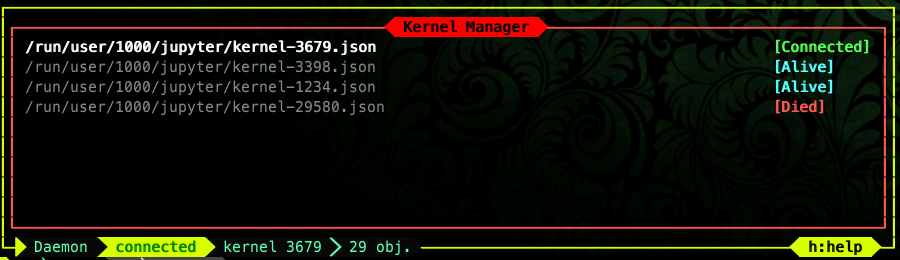 Kernel Manager
/run/user/1000/jupyter/kernel-3679.json [Connected]
/run/user/1000/jupyter/kernel-3398.json [Alive]
/run/user/1000/jupyter/kernel-1234.json [Alive]
/run/user/1000/jupyter/kernel-29580.json [Died]
Daemon connected kernel 3679 29 obj. h:help